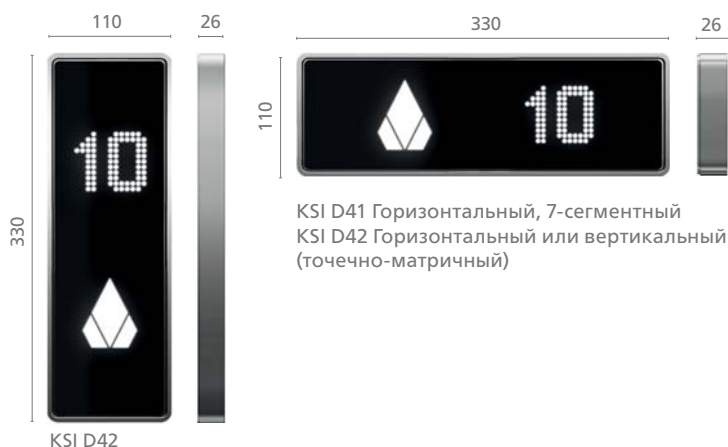 110
26
330
10
KSI D42
330
26
110
10
KSI D41 Горизонтальный, 7-сегментный
KSI D42 Горизонтальный или вертикальный
(точечно-матричный)